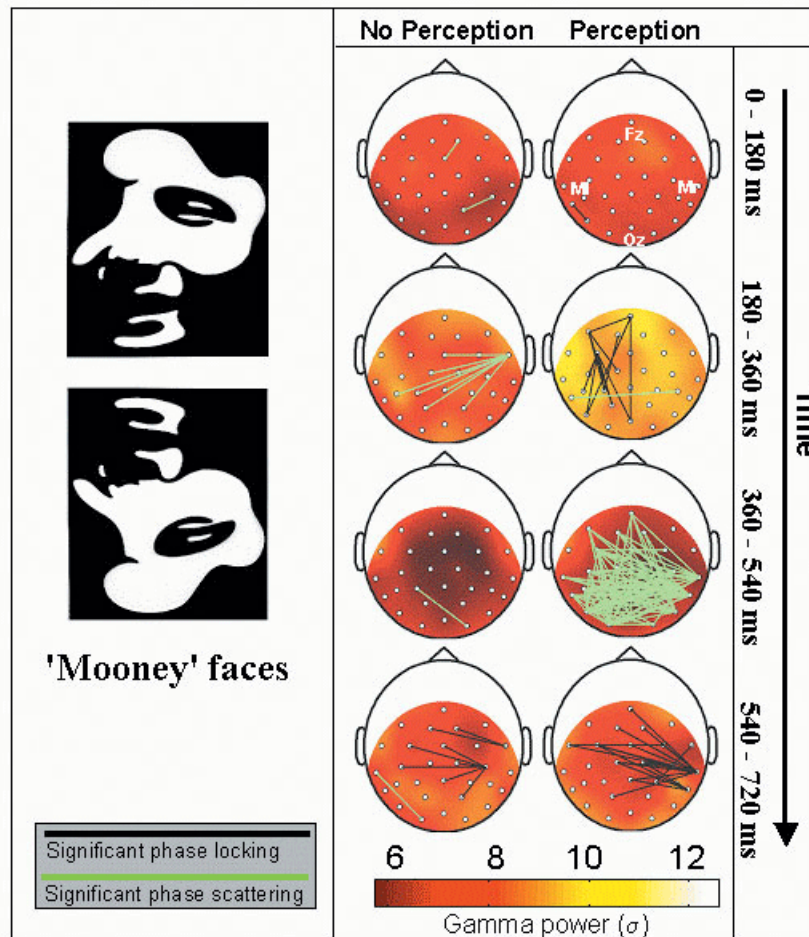 No Perception
Perception
0 - 180 ms
Fz
Ml
Mr
Oz
180 - 360 ms
360 - 540 ms
540 - 720 ms
Time
'Mooney' faces
Significant phase locking
Significant phase scattering
6 8 10 12
Gamma power (σ)